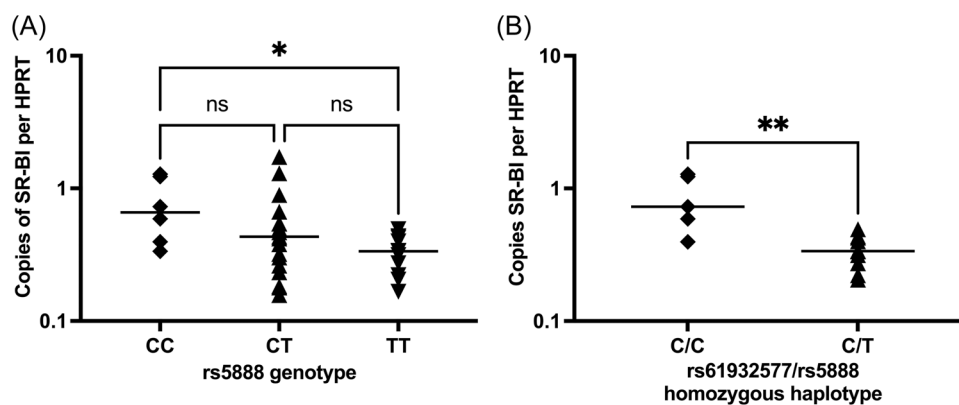 (A)
Copies of SR-BI per HPRT
10
1
0.1
*
ns
ns
CC
CT
TT
rs5888 genotype
(B)
Copies SR-BI per HPRT
10
1
0.1
**
C/C
C/T
rs61932577/rs5888
homozygous haplotype